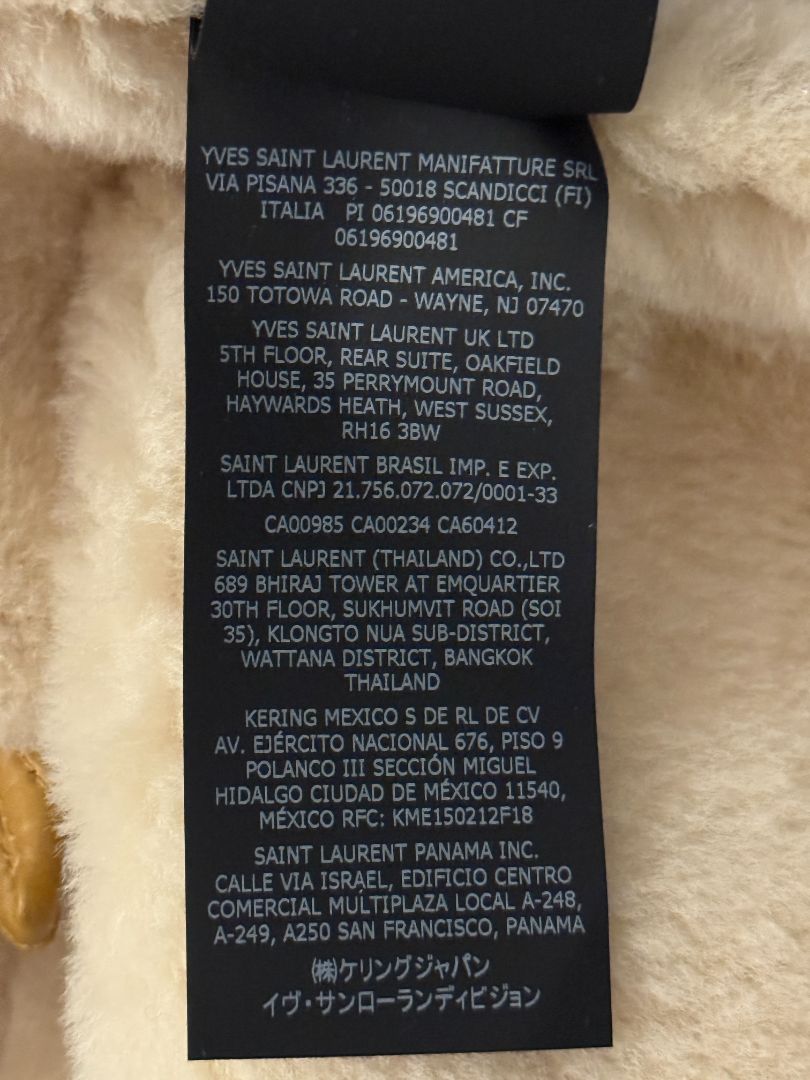 YVES SAINT LAURENT MANIFATTURE SRL
VIA PISANA 336 - 50018 SCANDICCI (FI)
ITALIA PI 06196900481 CF
06196900481
YVES SAINT LAURENT AMERICA, INC.
150 TOTOWA ROAD - WAYNE, NJ 07470
YVES SAINT LAURENT UK LTD
5TH FLOOR, REAR SUITE, OAKFIELD
HOUSE, 35 PERRYMOUNT ROAD,
HAYWARDS HEATH, WEST SUSSEX,
RH16 3BW
SAINT LAURENT BRASIL IMP. E EXP.
LTDA CNPJ 21.756.072.072/0001-33
CA00985 CA00234 CA60412
SAINT LAURENT (THAILAND) CO.,LTD
689 BHIRAJ TOWER AT EMQUARTIER
30TH FLOOR, SUKHUMVIT ROAD (SOI
35), KLONGTO NUA SUB-DISTRICT,
WATTANA DISTRICT, BANGKOK
THAILAND
KERING MEXICO S DE RL DE CV
AV. EJÉRCITO NACIONAL 676, PISO 9
POLANCO III SECCIÓN MIGUEL
HIDALGO CIUDAD DE MÉXICO 11540,
MÉXICO RFC: KME150212F18
SAINT LAURENT PANAMA INC.
CALLE VIA ISRAEL, EDIFICIO CENTRO
COMERCIAL MULTIPLAZA LOCAL A-248,
A-249, A250 SAN FRANCISCO, PANAMA
㈱ケリングジャパン
イヴ・サンローランディビジョン